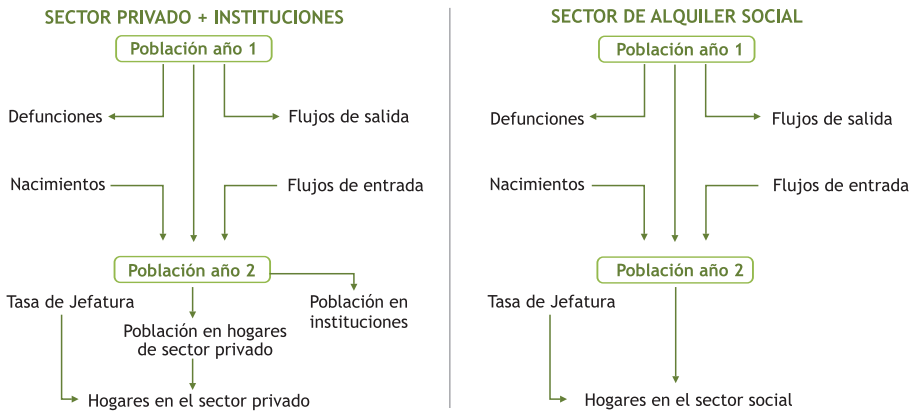 SECTOR PRIVADO + INSTITUCIONES
Población año 1
Defunciones
Flujos de salida
Nacimientos
Flujos de entrada
Población año 2
Tasa de Jefatura
Población en hogares
de sector privado
Población en
instituciones
Hogares en el sector privado
SECTOR DE ALQUILER SOCIAL
Población año 1
Defunciones
Flujos de salida
Nacimientos
Flujos de entrada
Población año 2
Tasa de Jefatura
Hogares en el sector social